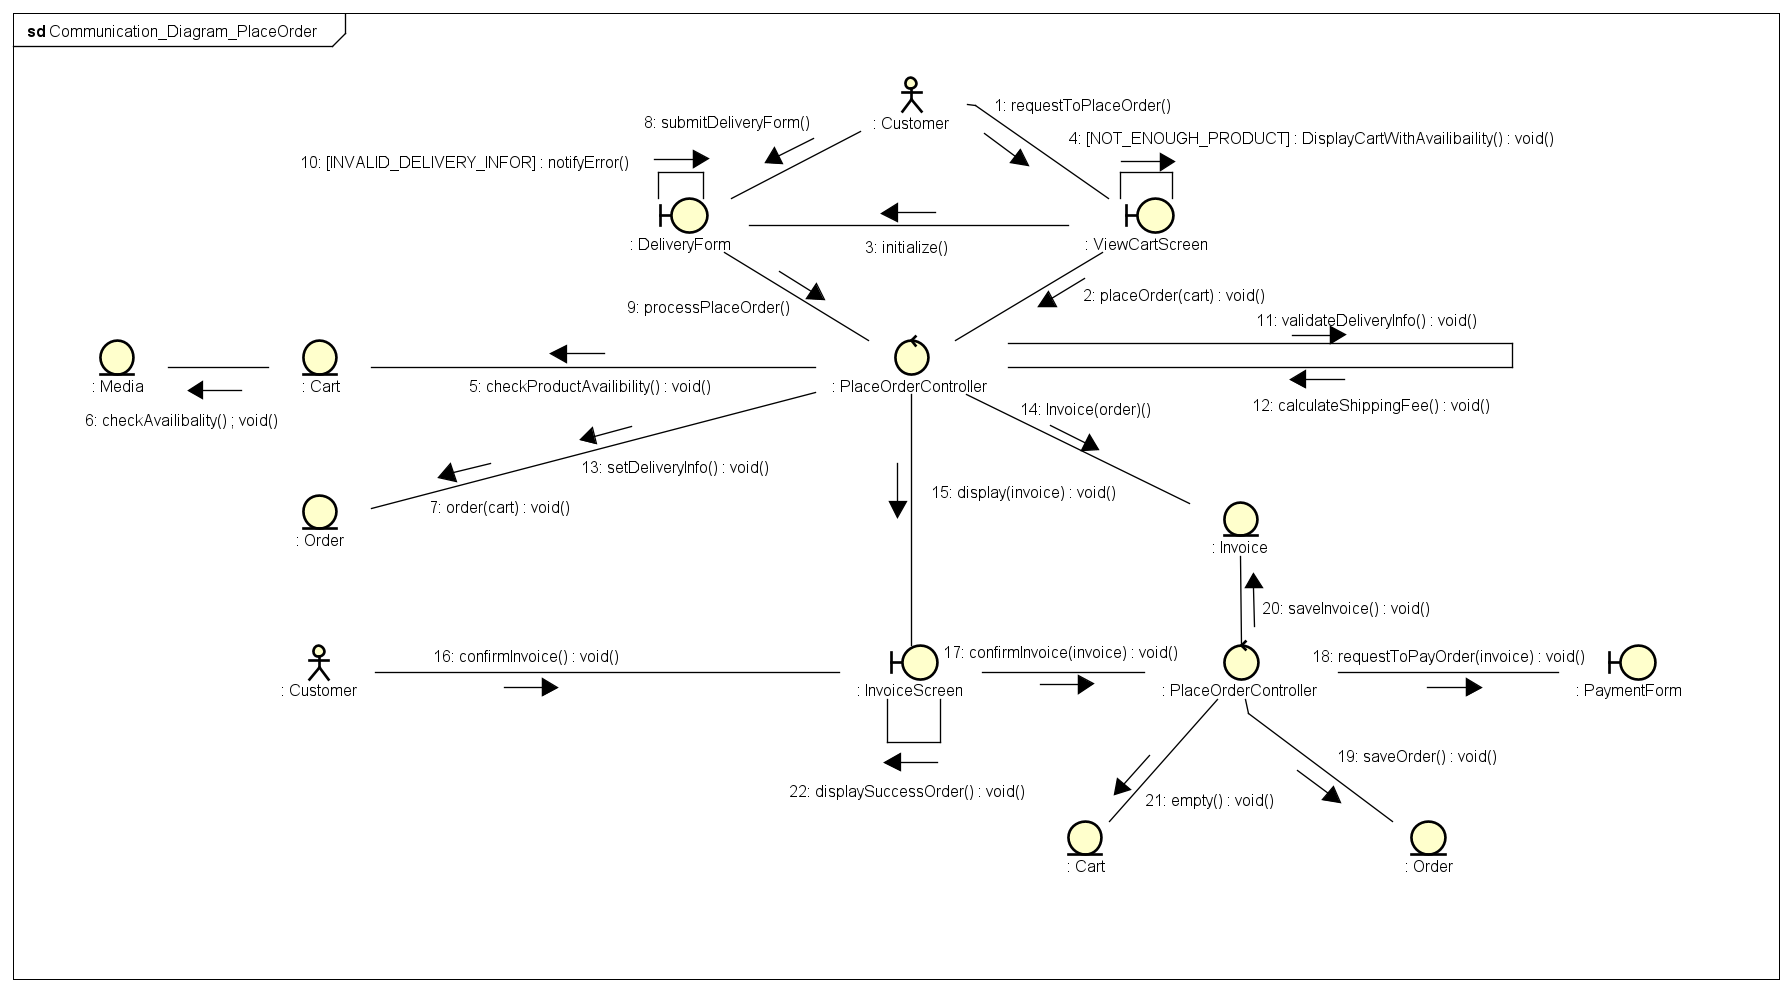 sd Communication_Diagram_PlaceOrder
1: requestToPlaceOrder()
8: submitDeliveryForm()
: Customer
4: [NOT_ENOUGH_PRODUCT] : DisplayCartWithAvailibaility() : void()
10: [INVALID_DELIVERY_INFOR] : notifyError()
: DeliveryForm
3: initialize()
: ViewCartScreen
2: placeOrder(cart) : void()
9: processPlaceOrder()
11: validateDeliveryInfo() : void()
: Media
: Cart
5: checkProductAvailibility() : void()
: PlaceOrderController
12: calculateShippingFee() : void()
14: Invoice(order)()
6: checkAvailibality() ; void()
13: setDeliveryInfo() : void()
15: display(invoice) : void()
7: order(cart) : void()
: Order
: Invoice
20: saveInvoice() : void()
16: confirmInvoice() : void()
17: confirmInvoice(invoice) : void()
18: requestToPayOrder(invoice) : void()
: Customer
: InvoiceScreen
: PlaceOrderController
: PaymentForm
19: saveOrder() : void()
22: displaySuccessOrder() : void()
21: empty() : void()
: Cart
: Order